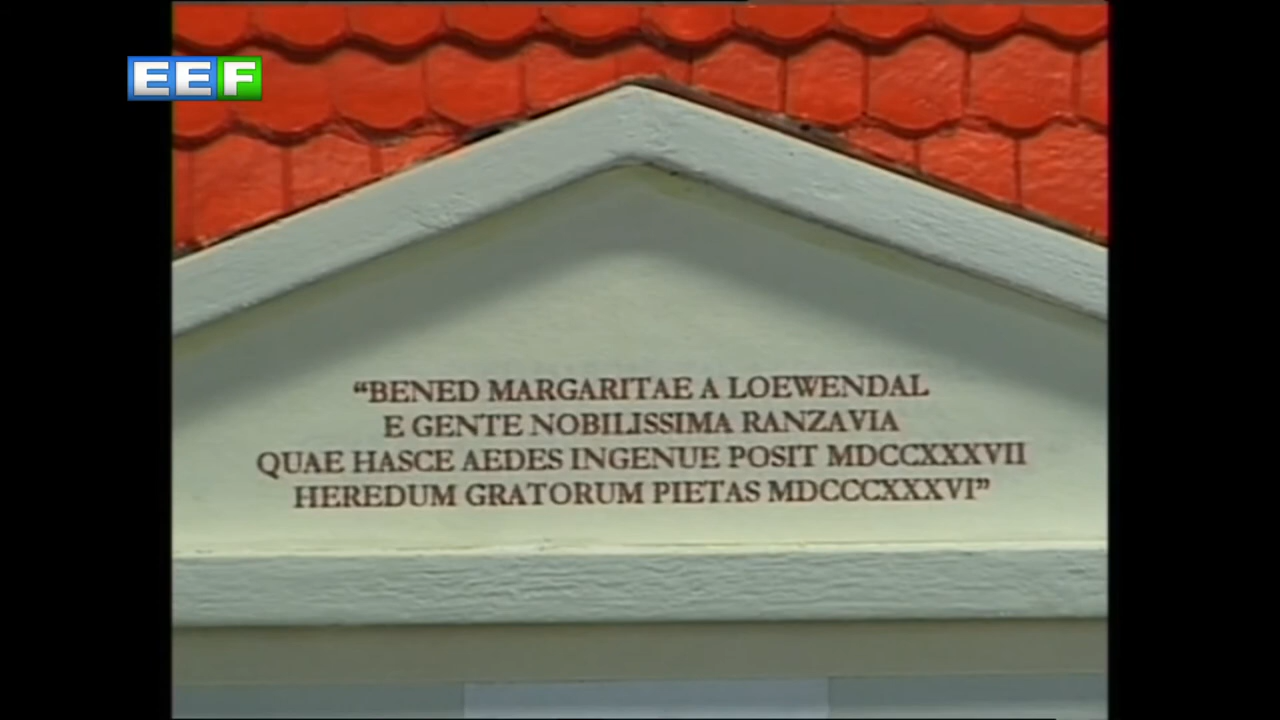 EEF
“BENED MARGARITAE A LOEWENDAL
E GENTE NOBILISSIMA RANZAVIA
QUAE HASCE AEDES INGENUE POSIT MDCCXXXVII
HEREDUM GRATORUM PIETAS MDCCCXXXVI”